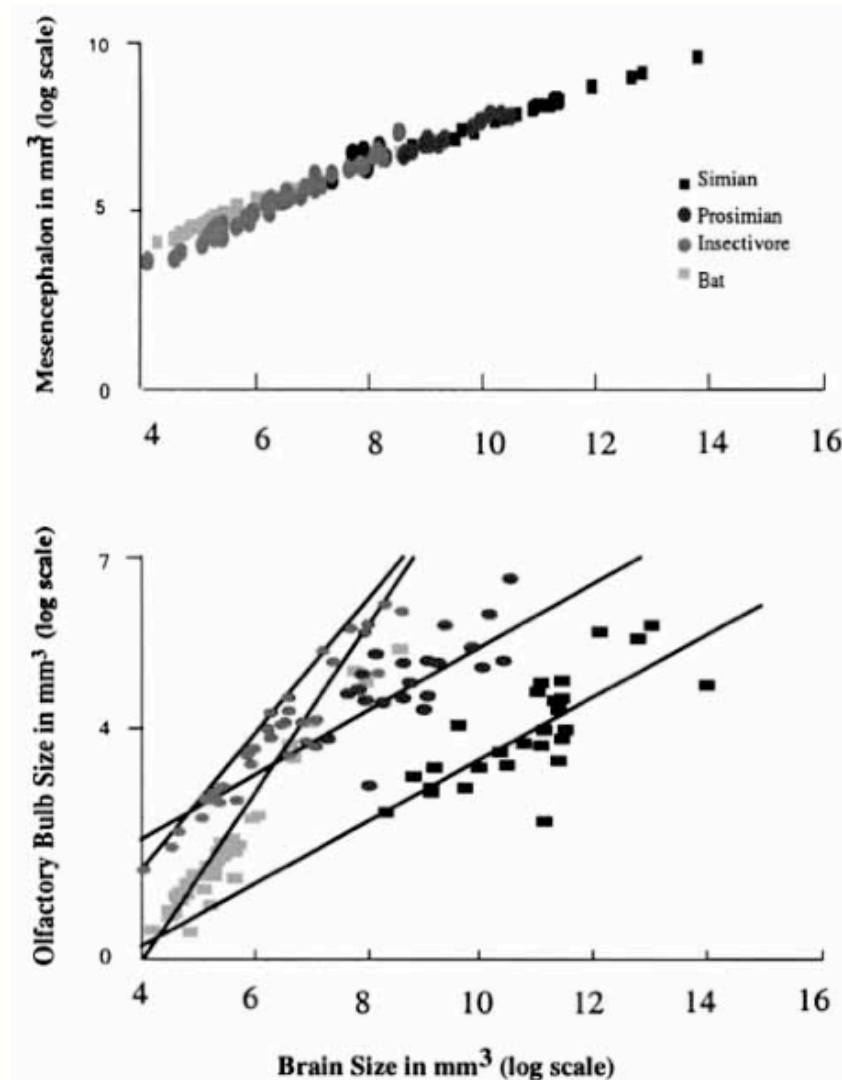 Mesencephalon in mm3 (log scale)
10
5
0
Simian
Prosimian
Insectivore
Bat
4 6 8 10 12 14 16
Olfactory Bulb Size in mm3 (log scale)
7
4
0
4 6 8 10 12 14 16
Brain Size in mm3 (log scale)